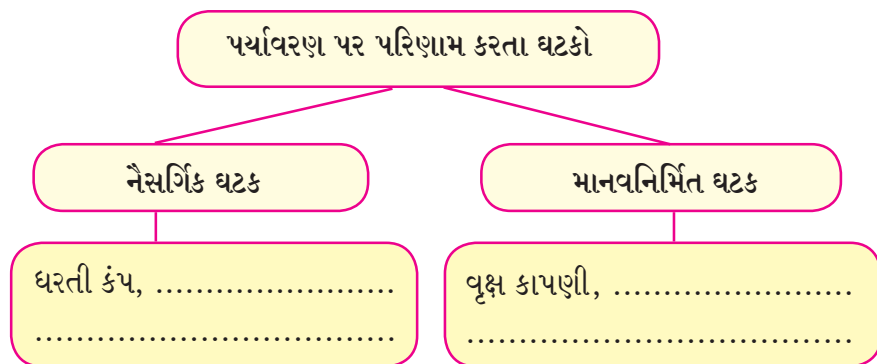 પર્યાવરણ પર પરિણામ કરતા ઘટકો
નૈસર્ગિક ઘટક
માનવનિર્મિત ઘટક
ધરતી કંપ, .......................
...................................
વૃક્ષ કાપણી, .......................
.....................................